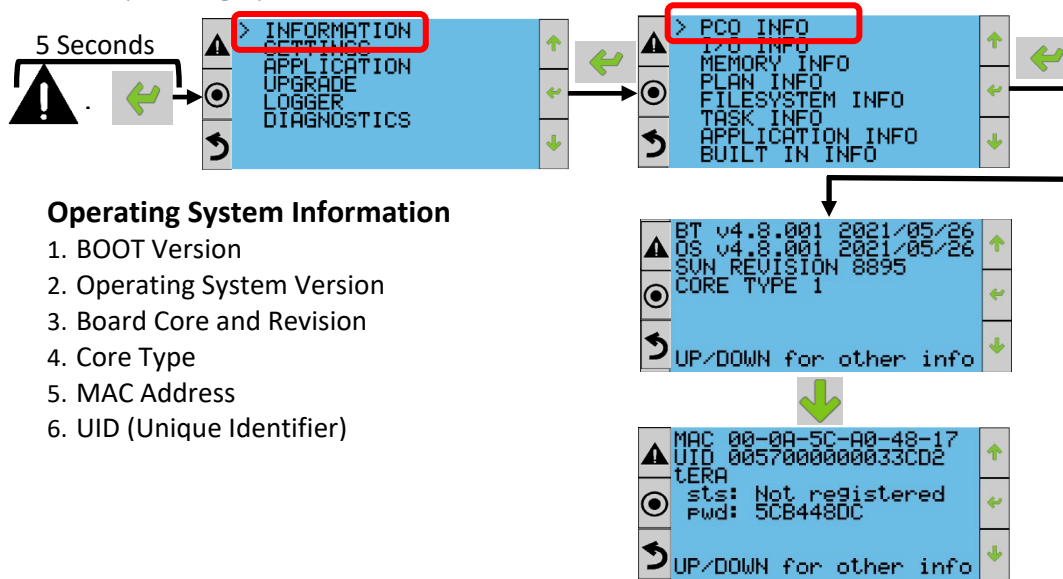 5 Seconds
> INFORMATION
SETTINGS
APPLICATION
UPGRADE
LOGGER
DIAGNOSTICS
> PCO INFO
I/O INFO
MEMORY INFO
PLAN INFO
FILESYSTEM INFO
TASK INFO
APPLICATION INFO
BUILT IN INFO
Operating System Information
1. BOOT Version
2. Operating System Version
3. Board Core and Revision
4. Core Type
5. MAC Address
6. UID (Unique Identifier)
BT v4.8.001 2021/05/26
OS v4.8.001 2021/05/26
SVN REVISION 8895
CORE TYPE 1
UP/DOWN for other info
MAC 00-0A-5C-A0-48-17
UID 0057000000033CD2
tERA
sts: Not registered
pwd: 5CB448DC
UP/DOWN for other info